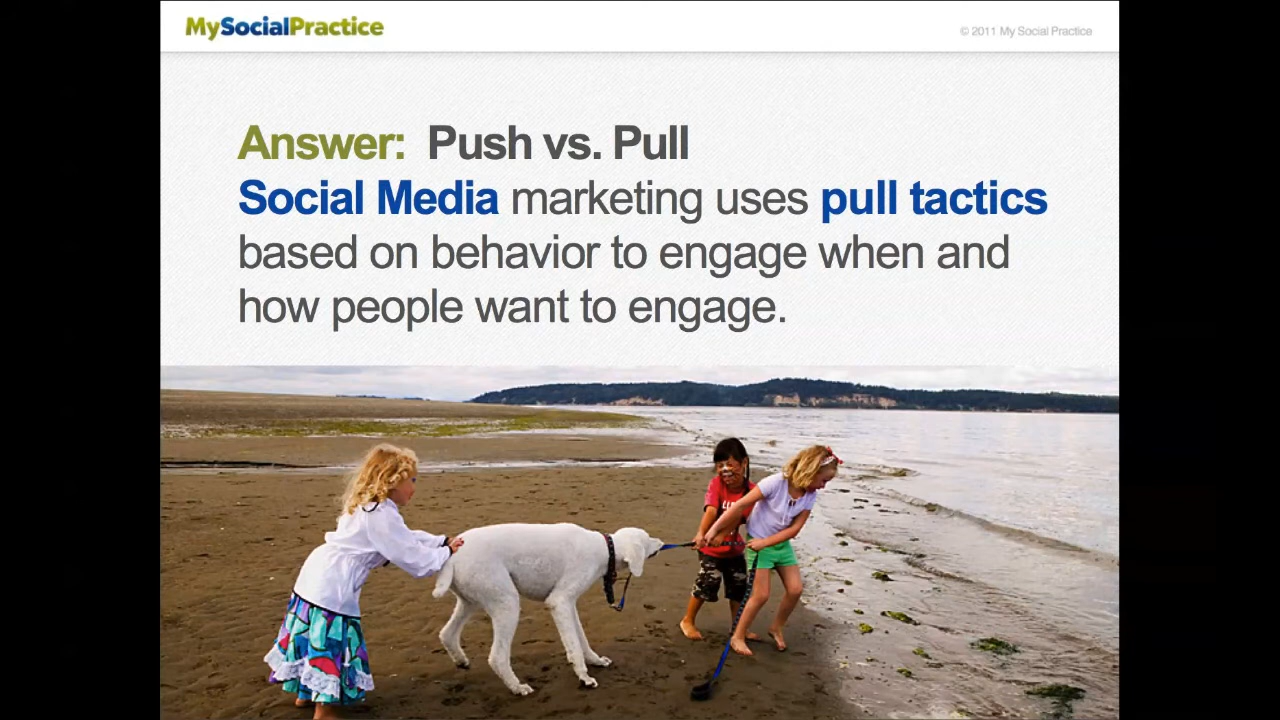 MySocialPractice
© 2011 My Social Practice
Answer: Push vs. Pull
Social Media marketing uses pull tactics
based on behavior to engage when and
how people want to engage.